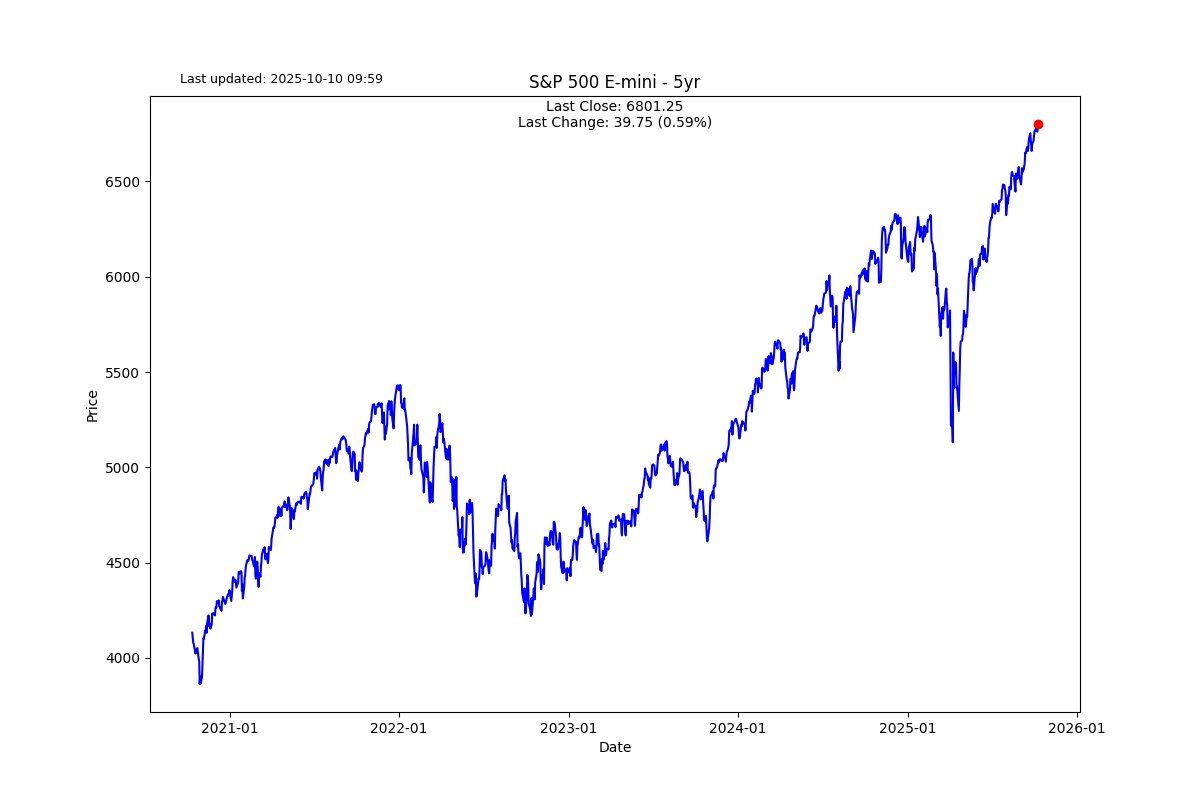 Last updated: 2025-10-10 09:59
S&P 500 E-mini - 5yr
Last Close: 6801.25
Last Change: 39.75 (0.59%)
Price
6500
6000
5500
5000
4500
4000
2021-01 2022-01 2023-01 2024-01 2025-01 2026-01
Date